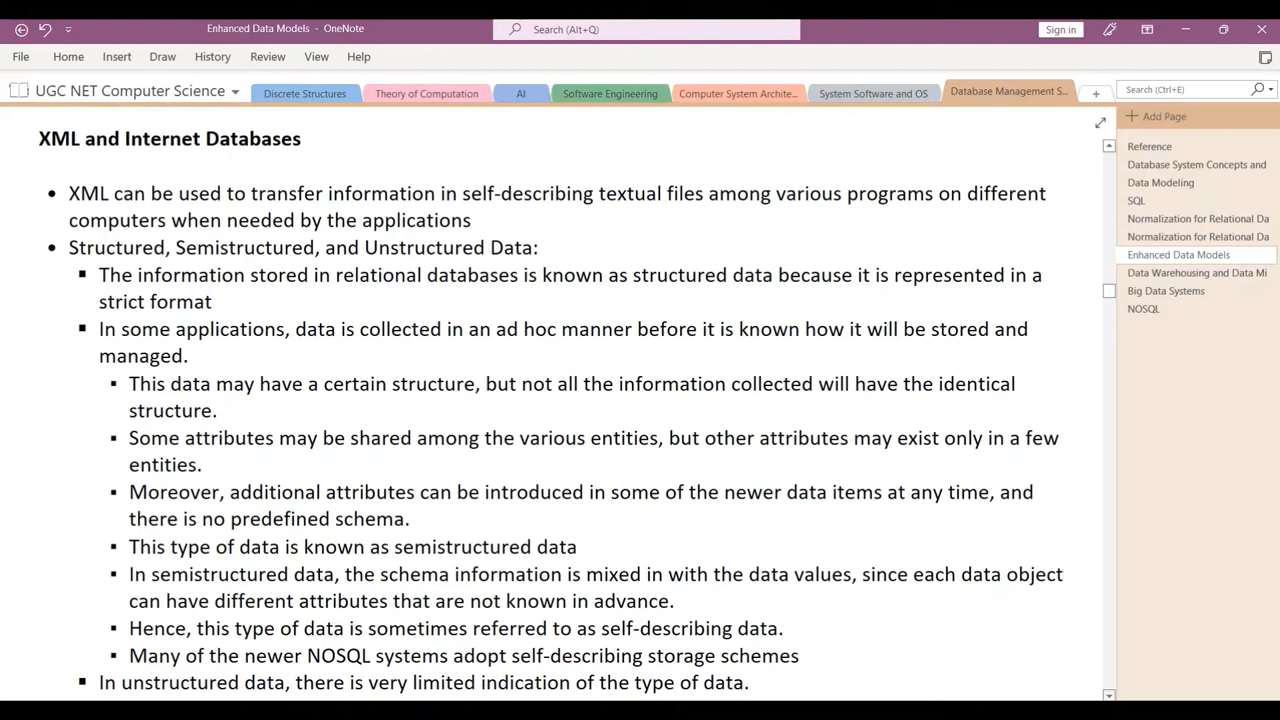 Enhanced Data Models - OneNote
Search (Alt+Q)
Sign in
File Home Insert Draw History Review View Help
UGC NET Computer Science
Discrete Structures
Theory of Computation
AI
Software Engineering
Computer System Archite...
System Software and OS
Database Management S...
Search (Ctrl+E)
XML and Internet Databases
• XML can be used to transfer information in self-describing textual files among various programs on different
computers when needed by the applications
• Structured, Semistructured, and Unstructured Data:
▪ The information stored in relational databases is known as structured data because it is represented in a
strict format
▪ In some applications, data is collected in an ad hoc manner before it is known how it will be stored and
managed.
▪ This data may have a certain structure, but not all the information collected will have the identical
structure.
▪ Some attributes may be shared among the various entities, but other attributes may exist only in a few
entities.
▪ Moreover, additional attributes can be introduced in some of the newer data items at any time, and
there is no predefined schema.
▪ This type of data is known as semistructured data
▪ In semistructured data, the schema information is mixed in with the data values, since each data object
can have different attributes that are not known in advance.
▪ Hence, this type of data is sometimes referred to as self-describing data.
▪ Many of the newer NOSQL systems adopt self-describing storage schemes
▪ In unstructured data, there is very limited indication of the type of data.
Add Page
Reference
Database System Concepts and
Data Modeling
SQL
Normalization for Relational Da
Normalization for Relational Da
Enhanced Data Models
Data Warehousing and Data Mi
Big Data Systems
NOSQL